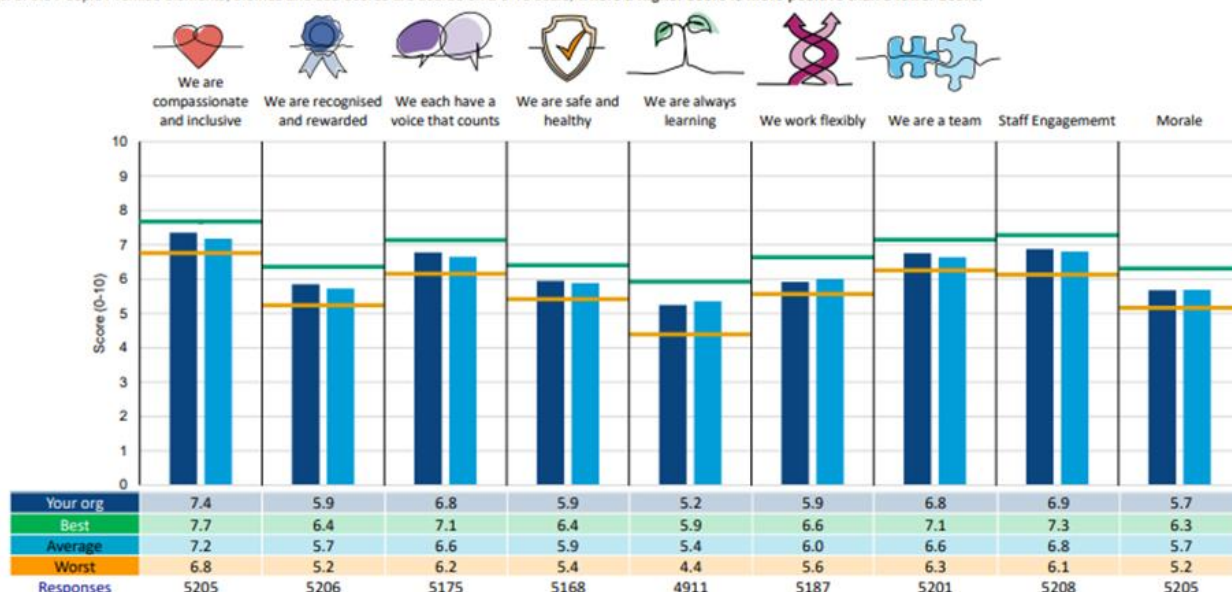 We are
compassionate
and inclusive
We are recognised
and rewarded
We each have a
voice that counts
We are safe and
healthy
We are always
learning
We work flexibly
We are a team
Staff Engagememt
Morale
Score (0-10)
10
9
8
7
6
5
4
3
2
1
0
Your org 7.4 5.9 6.8 5.9 5.2 5.9 6.8 6.9 5.7
Best 7.7 6.4 7.1 6.4 5.9 6.6 7.1 7.3 6.3
Average 7.2 5.7 6.6 5.9 5.4 6.0 6.6 6.8 5.7
Worst 6.8 5.2 6.2 5.4 4.4 5.6 6.3 6.1 5.2
Responses 5205 5206 5175 5168 4911 5187 5201 5208 5205